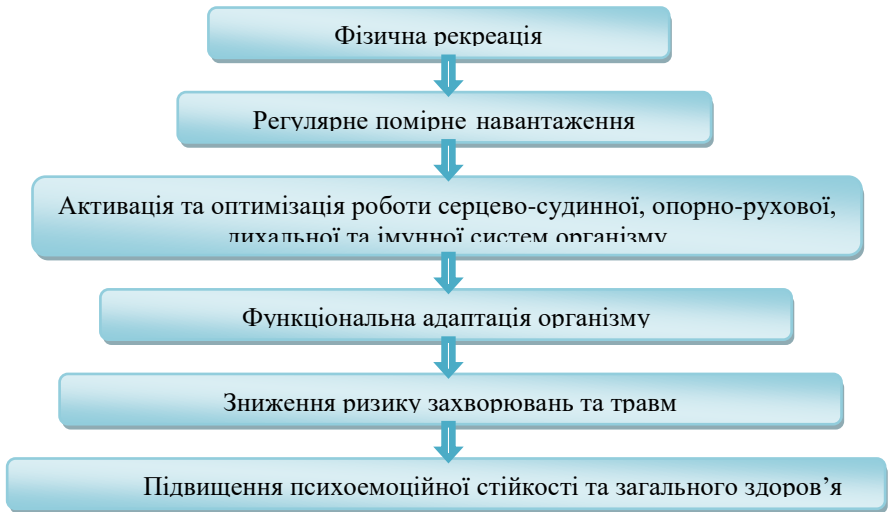 Фізична рекреація
Регулярне помірне навантаження
Активація та оптимізація роботи серцево-судинної, опорно-рухової,
дихальної та імунної систем організму
Функціональна адаптація організму
Зниження ризику захворювань та травм
Підвищення психоемоційної стійкості та загального здоров’я